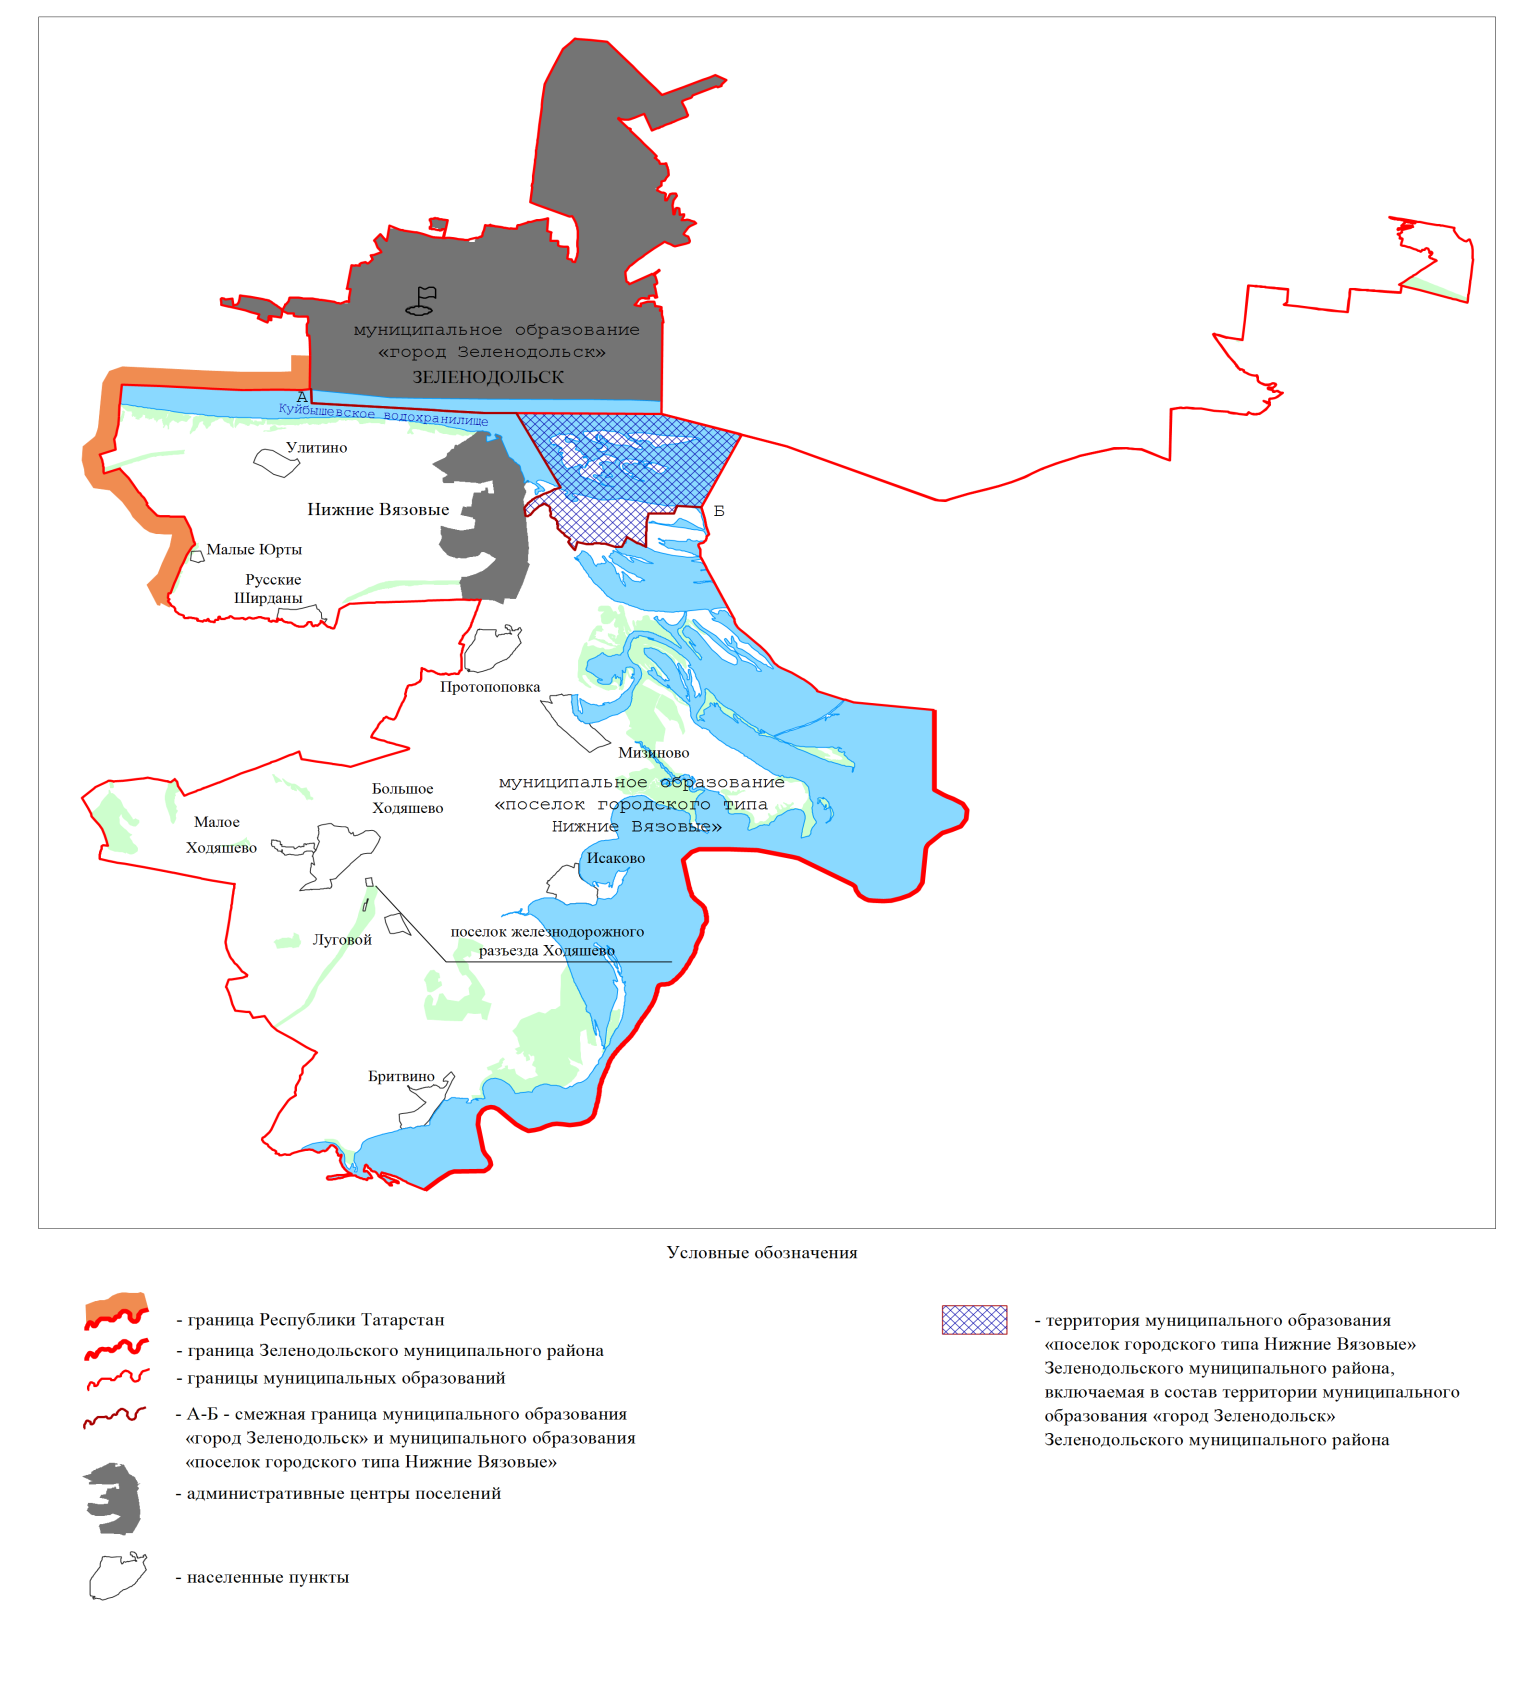 муниципальное образование
«город Зеленодольск»
ЗЕЛЕНОДОЛЬСК
А
Куйбышевское водохранилище
Улитино
Нижние Вязовые
Б
Малые Юрты
Русские
Ширданы
Протопоповка
Мизиново
муниципальное образование
«поселок городского типа
Нижние Вязовые»
Большое
Ходяшево
Малое
Ходяшево
Исаково
Луговой
поселок железнодорожного
разъезда Ходяшево
Бритвино
Условные обозначения
- граница Республики Татарстан
- граница Зеленодольского муниципального района
- границы муниципальных образований
- А-Б - смежная граница муниципального образования
«город Зеленодольск» и муниципального образования
«поселок городского типа Нижние Вязовые»
- административные центры поселений
- населенные пункты
- территория муниципального образования
«поселок городского типа Нижние Вязовые»
Зеленодольского муниципального района,
включаемая в состав территории муниципального
образования «город Зеленодольск»
Зеленодольского муниципального района